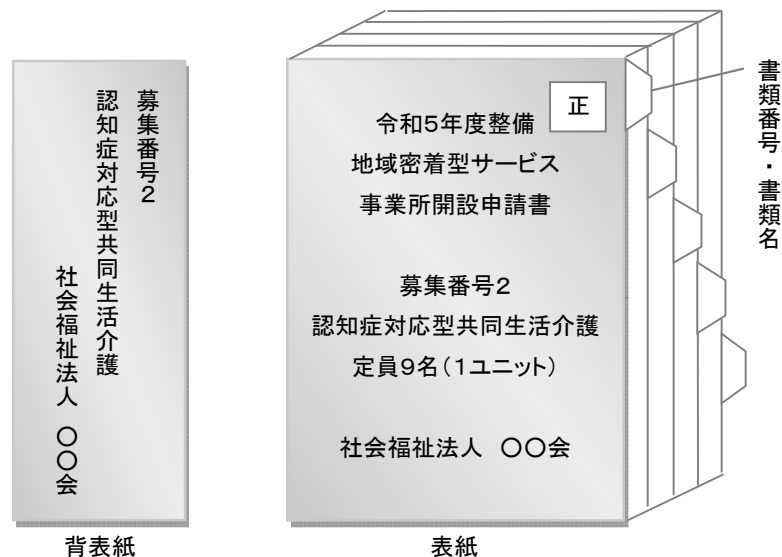 募集番号2
認知症対応型共同生活介護
社会福祉法人 〇〇会
背表紙
正
令和5年度整備
地域密着型サービス
事業所開設申請書
募集番号2
認知症対応型共同生活介護
定員9名(1ユニット)
社会福祉法人 〇〇会
表紙
書類番号・書類名